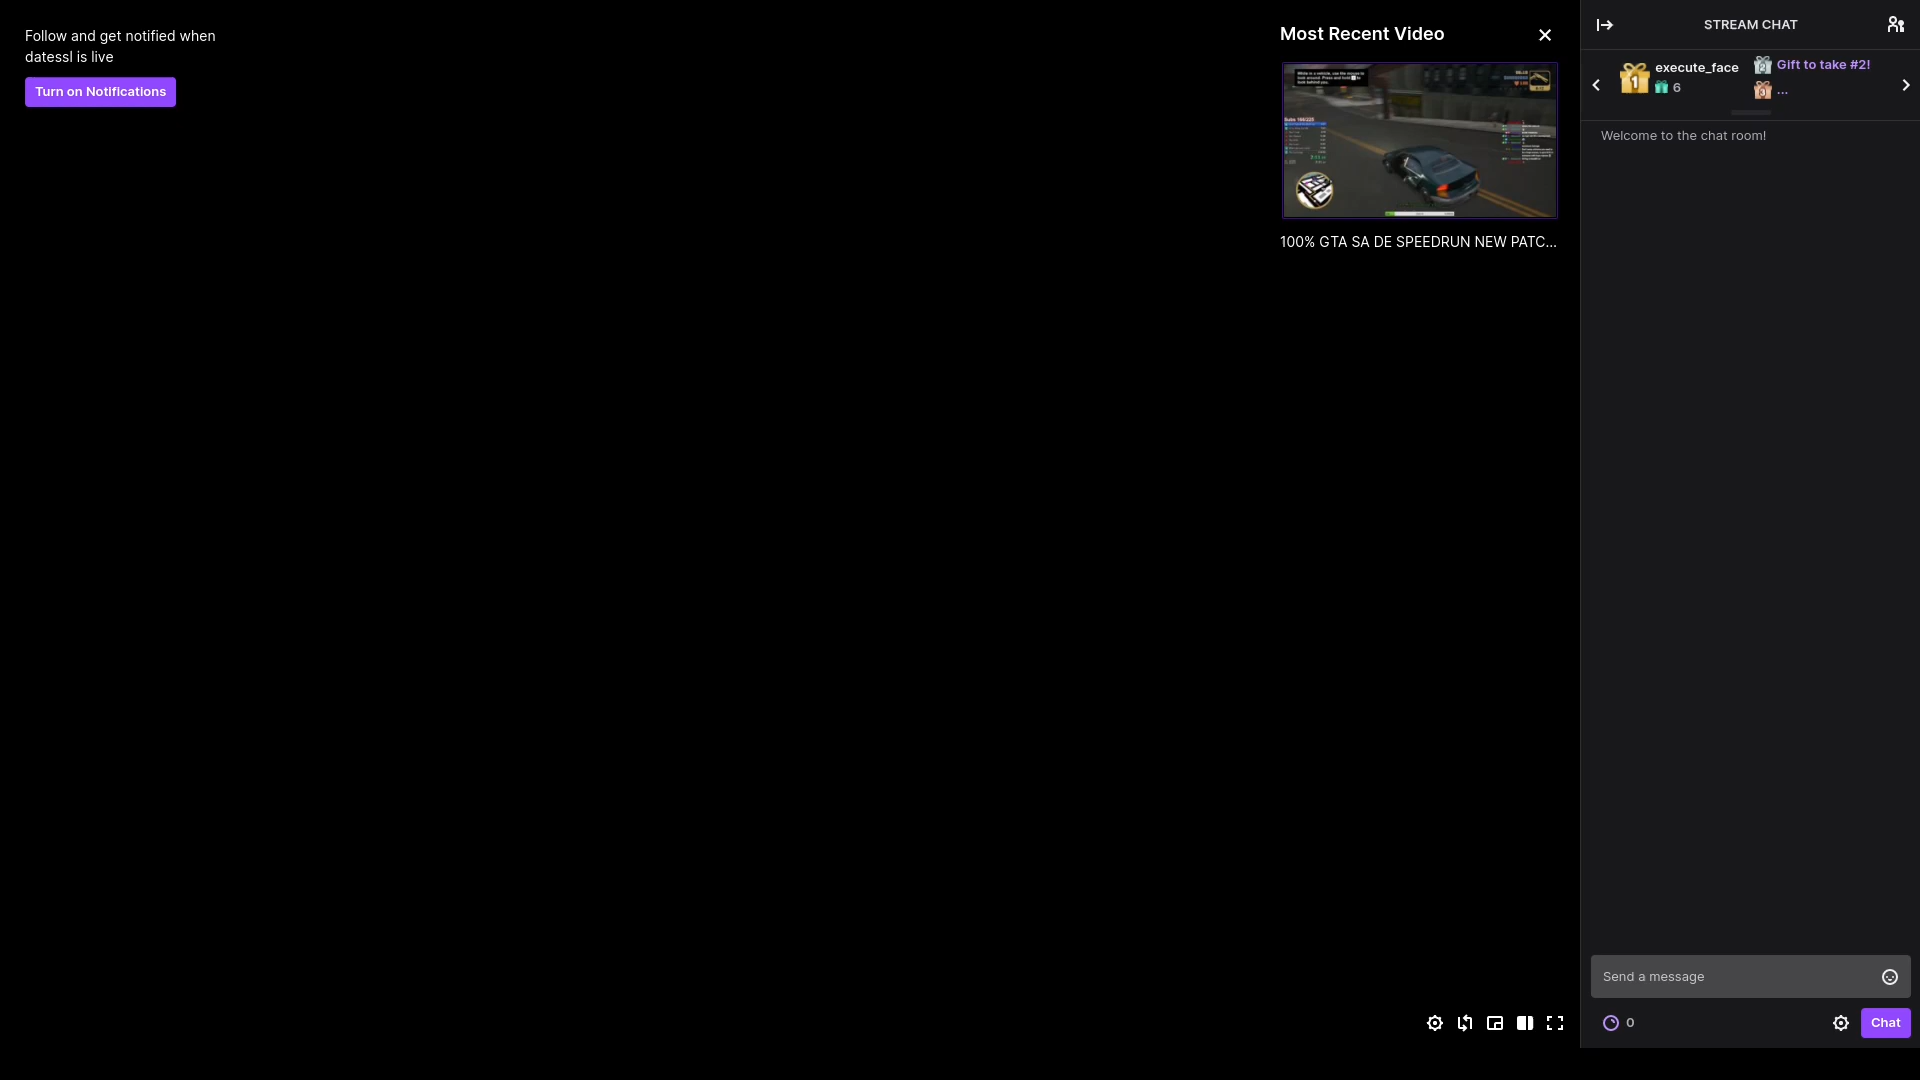 Follow and get notified when
datessl is live
Turn on Notifications
Most Recent Video
100% GTA SA DE SPEEDRUN NEW PATC...
STREAM CHAT
execute_face
6
Gift to take #2!
...
Welcome to the chat room!
Send a message
0
Chat